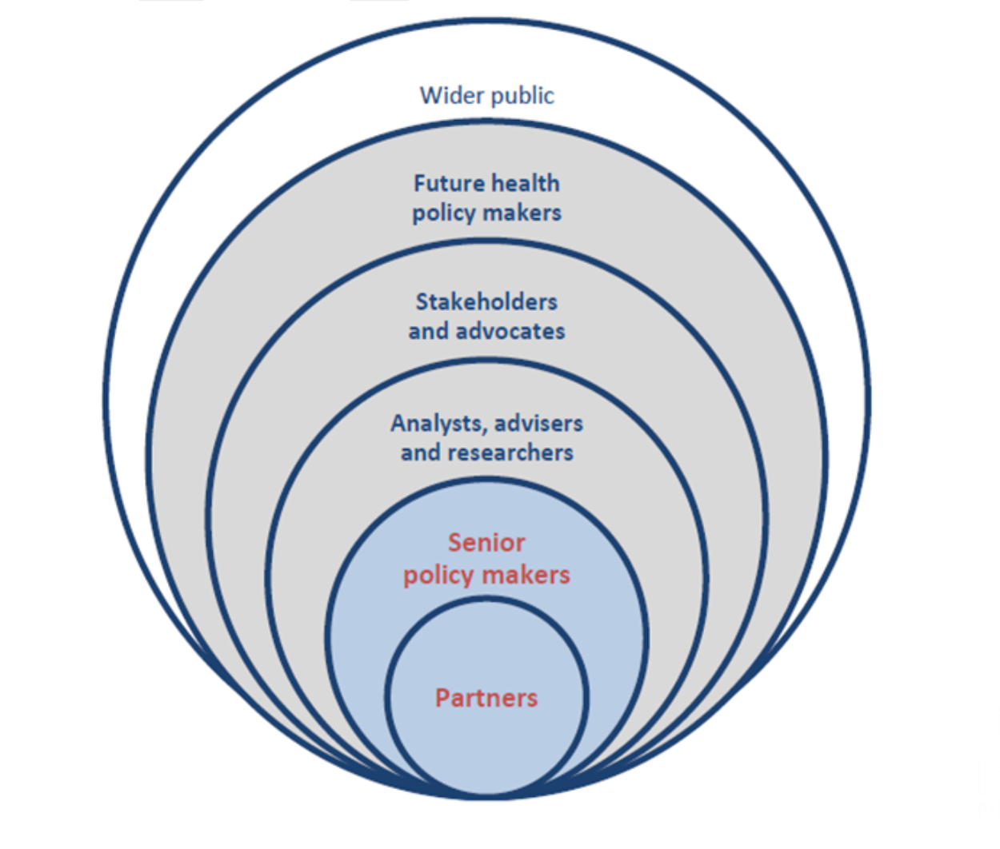 Wider public
Future health
policy makers
Stakeholders
and advocates
Analysts, advisers
and researchers
Senior
policy makers
Partners